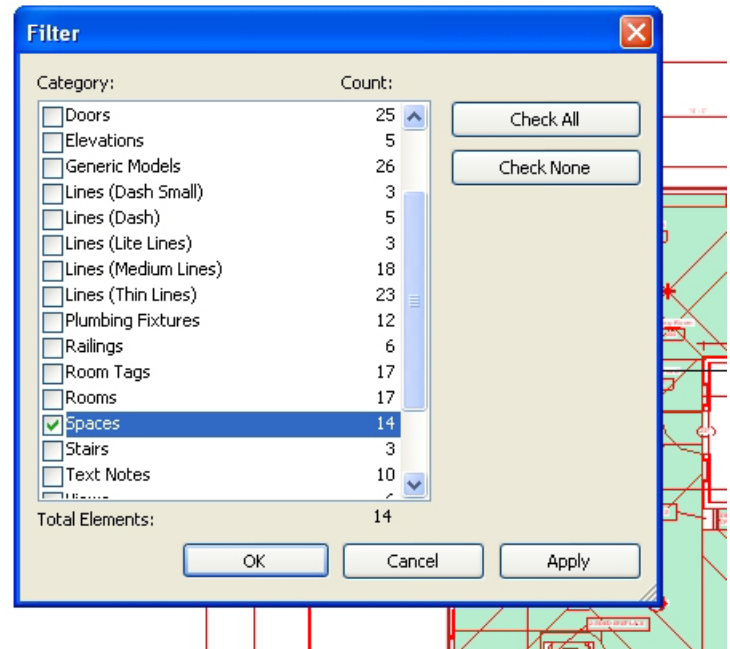 Filter
Category: Count:
Doors 25
Elevations 5
Generic Models 26
Lines (Dash Small) 3
Lines (Dash) 5
Lines (Lite Lines) 3
Lines (Medium Lines) 18
Lines (Thin Lines) 23
Plumbing Fixtures 12
Railings 6
Room Tags 17
Rooms 17
Spaces 14
Stairs 3
Text Notes 10
Total Elements: 14
Check All
Check None
OK Cancel Apply